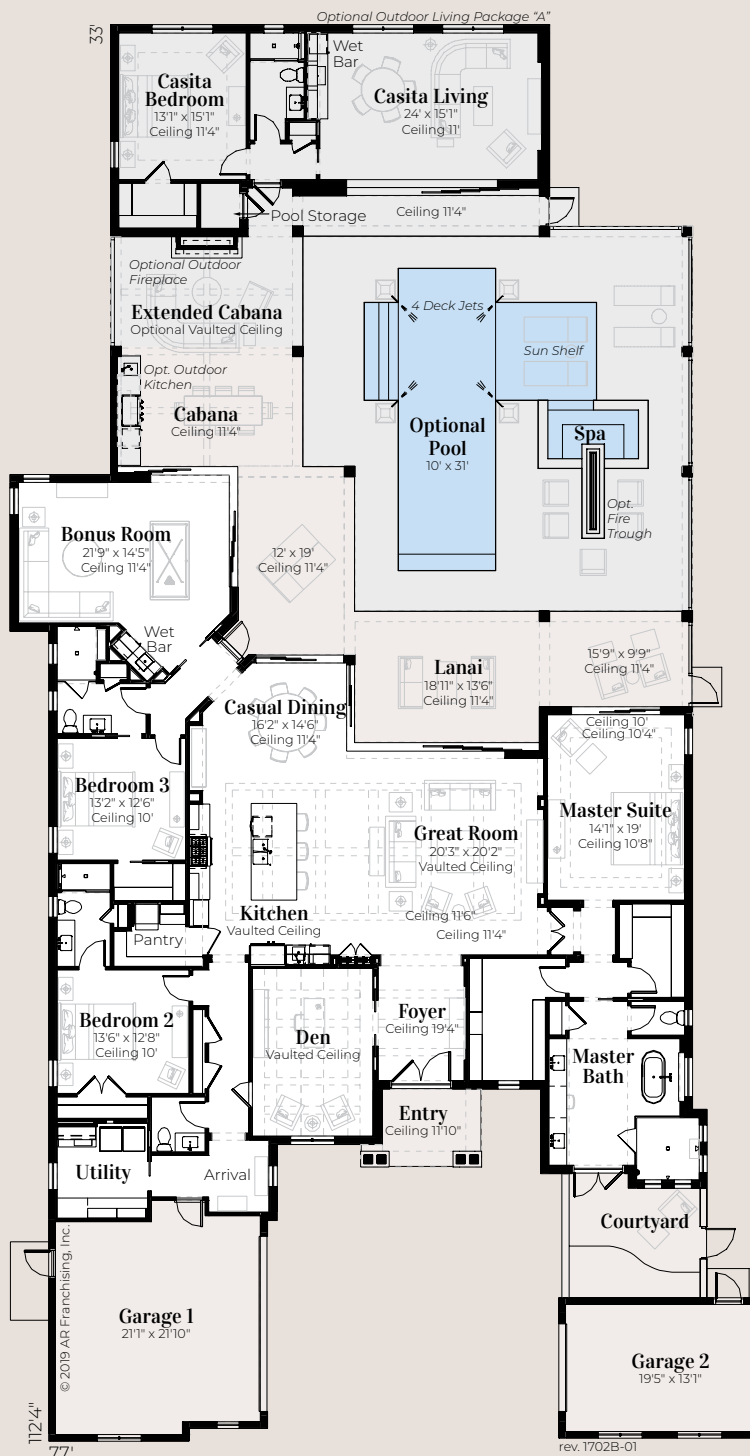 Optional Outdoor Living Package “A”
33'
Wet
Bar
Casita
Bedroom
13'1" x 15'1"
Ceiling 11'4"
Casita Living
24' x 15'1"
Ceiling 11'
Pool Storage
Ceiling 11'4"
Optional Outdoor
Fireplace
Extended Cabana
Optional Vaulted Ceiling
4 Deck Jets
Sun Shelf
Opt. Outdoor
Kitchen
Cabana
Ceiling 11'4"
Optional
Pool
10' x 31'
Spa
Opt.
Fire
Trough
Bonus Room
21'9" x 14'5"
Ceiling 11'4"
12' x 19'
Ceiling 11'4"
Wet
Bar
Lanai
18'11" x 13'6"
Ceiling 11'4"
15'9" x 9'9"
Ceiling 11'4"
Casual Dining
16'2" x 14'6"
Ceiling 11'4"
Ceiling 10'
Ceiling 10'4"
Bedroom 3
13'2" x 12'6"
Ceiling 10'
Great Room
20'3" x 20'2"
Vaulted Ceiling
Master Suite
14'1" x 19'
Ceiling 10'8"
Kitchen
Vaulted Ceiling
Ceiling 11'6"
Ceiling 11'4"
Pantry
Bedroom 2
13'6" x 12'8"
Ceiling 10'
Den
Vaulted Ceiling
Foyer
Ceiling 19'4"
Master
Bath
Entry
Ceiling 11'10"
Utility
Arrival
Courtyard
© 2019 AR Franchising, Inc.
Garage 1
21'1" x 21'10"
Garage 2
19'5" x 13'1"
112'4"
77'
rev. 1702B-01